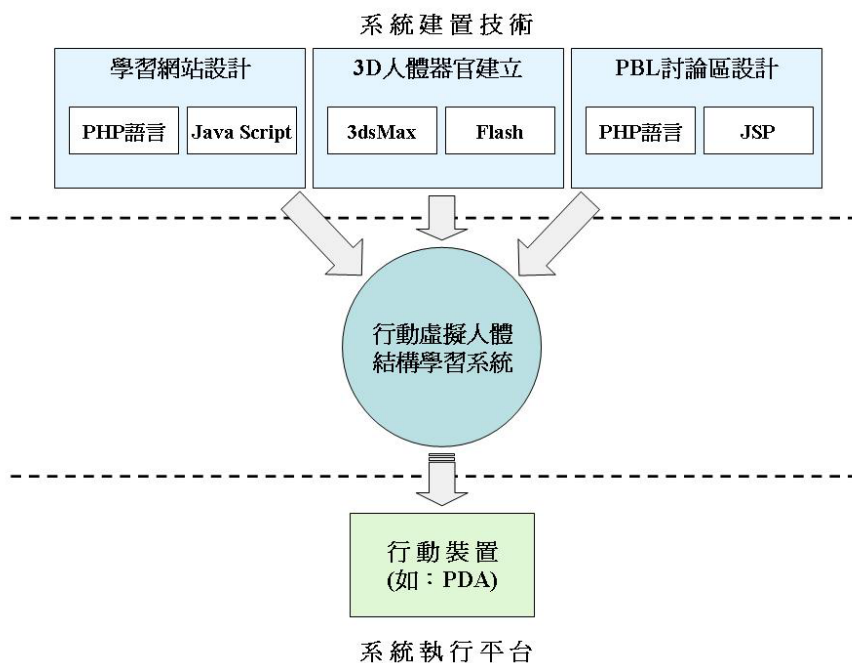 系統建置技術
學習網站設計
PHP語言
Java Script
3D人體器官建立
3dsMax
Flash
PBL討論區設計
PHP語言
JSP
行動虛擬人體
結構學習系統
行動裝置
(如：PDA)
系統執行平台